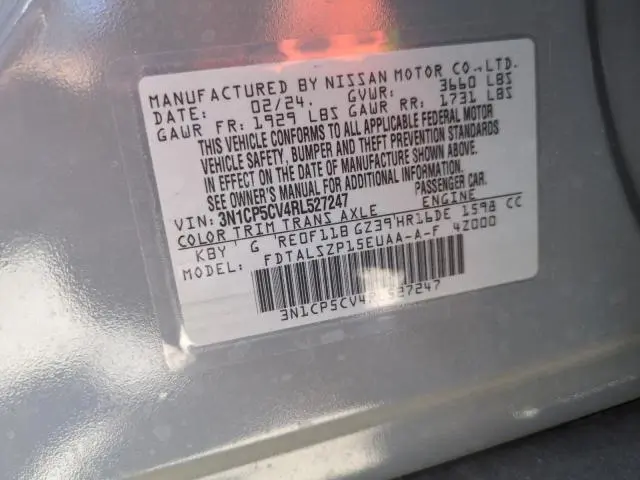 MANUFACTURED BY NISSAN MOTOR CO.,LTD.
DATE: 02/24, GVWR: 3660 LBS
GAWR FR: 1929 LBS GAWR RR: 1731 LBS
THIS VEHICLE CONFORMS TO ALL APPLICABLE FEDERAL MOTOR
VEHICLE SAFETY, BUMPER AND THEFT PREVENTION STANDARDS
IN EFFECT ON THE DATE OF MANUFACTURE SHOWN ABOVE.
SEE OWNER'S MANUAL FOR ADDITIONAL INFORMATION
VIN: 3N1CP5CV4RL527247 PASSENGER CAR.
COLOR TRIM TRANS AXLE ENGINE
KBY G RE0F11B GZ39 HR16DE 1598 CC
MODEL: FDTALSZP15EUAA-A-F 42000
3N1CP5CV4RL527247